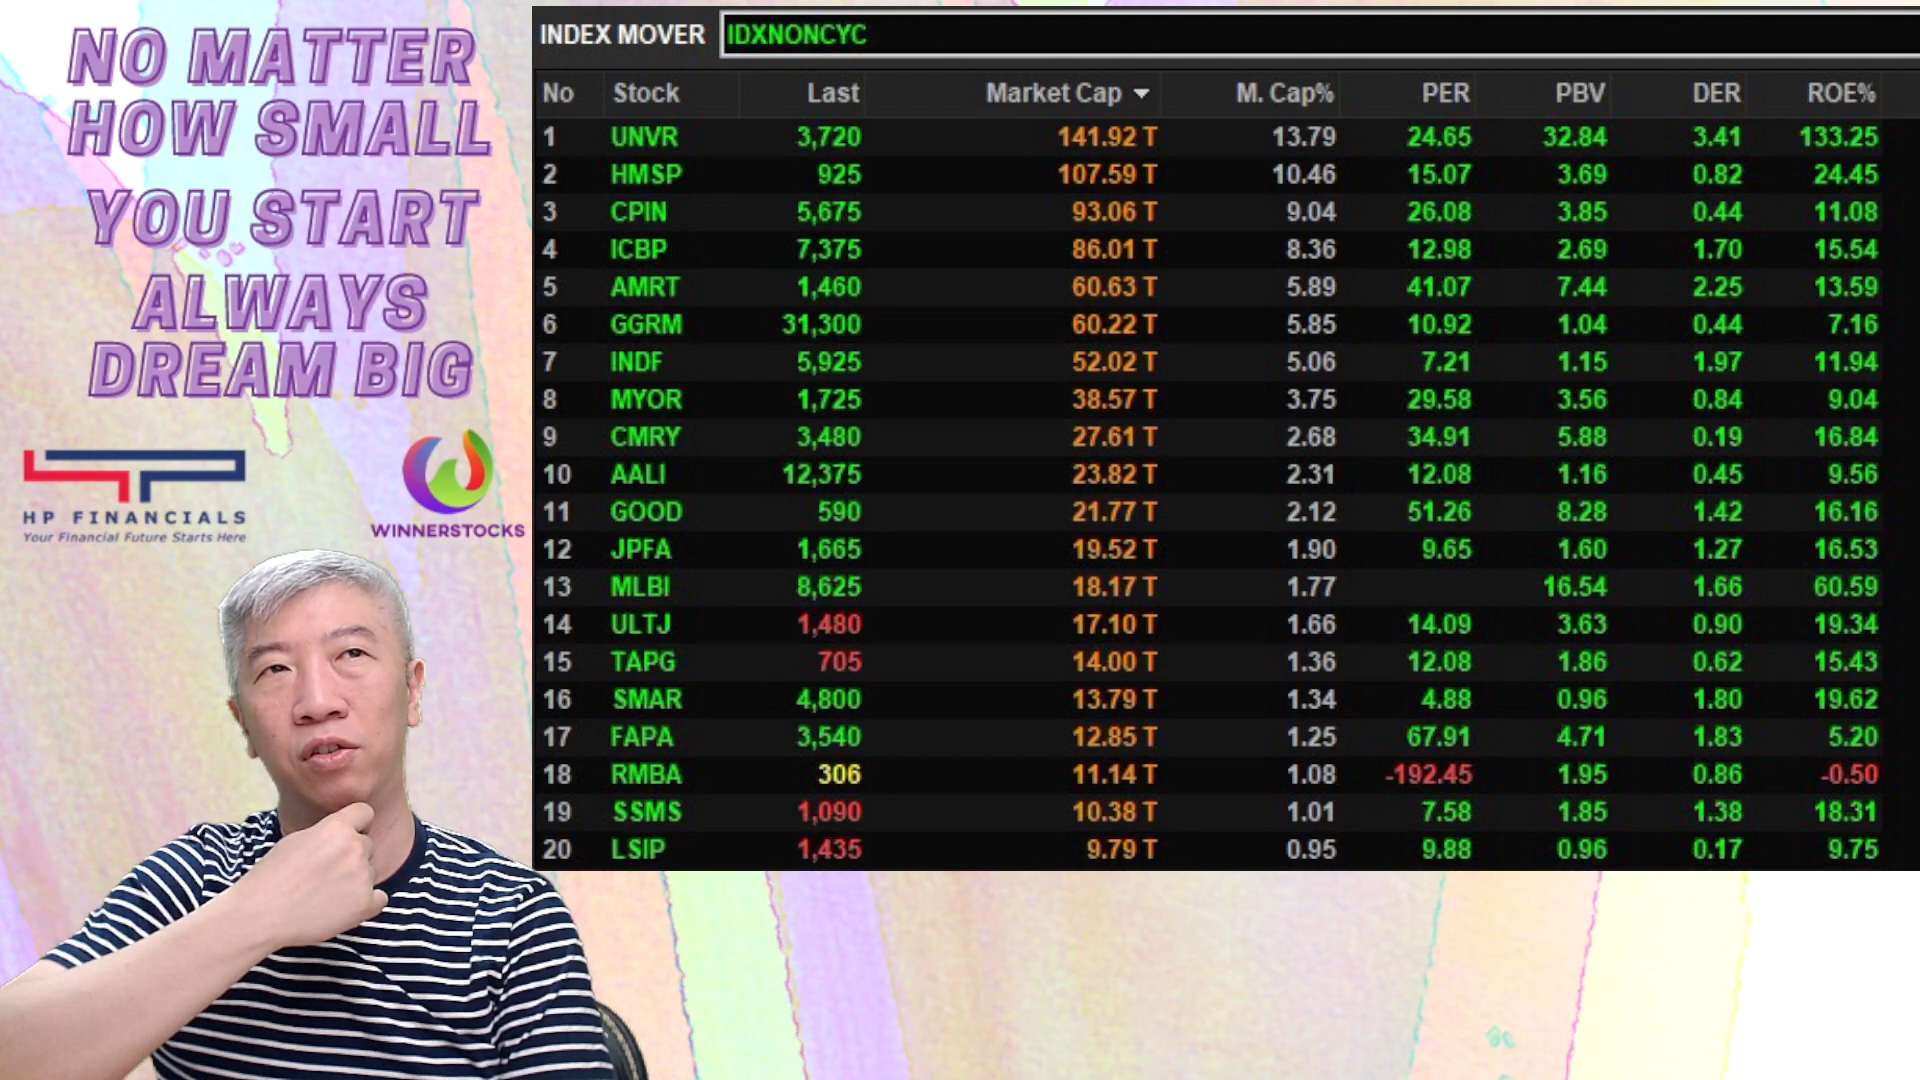 NO MATTER
HOW SMALL
YOU START
ALWAYS
DREAM BIG
HP FINANCIALS
Your Financial Future Starts Here
WINNERSTOCKS
INDEX MOVER IDXNONCYC
No Stock Last Market Cap M. Cap% PER PBV DER ROE%
1 UNVR 3,720 141.92 T 13.79 24.65 32.84 3.41 133.25
2 HMSP 925 107.59 T 10.46 15.07 3.69 0.82 24.45
3 CPIN 5,675 93.06 T 9.04 26.08 3.85 0.44 11.08
4 ICBP 7,375 86.01 T 8.36 12.98 2.69 1.70 15.54
5 AMRT 1,460 60.63 T 5.89 41.07 7.44 2.25 13.59
6 GGRM 31,300 60.22 T 5.85 10.92 1.04 0.44 7.16
7 INDF 5,925 52.02 T 5.06 7.21 1.15 1.97 11.94
8 MYOR 1,725 38.57 T 3.75 29.58 3.56 0.84 9.04
9 CMRY 3,480 27.61 T 2.68 34.91 5.88 0.19 16.84
10 AALI 12,375 23.82 T 2.31 12.08 1.16 0.45 9.56
11 GOOD 590 21.77 T 2.12 51.26 8.28 1.42 16.16
12 JPFA 1,665 19.52 T 1.90 9.65 1.60 1.27 16.53
13 MLBI 8,625 18.17 T 1.77 16.54 1.66 60.59
14 ULTJ 1,480 17.10 T 1.66 14.09 3.63 0.90 19.34
15 TAPG 705 14.00 T 1.36 12.08 1.86 0.62 15.43
16 SMAR 4,800 13.79 T 1.34 4.88 0.96 1.80 19.62
17 FAPA 3,540 12.85 T 1.25 67.91 4.71 1.83 5.20
18 RMBA 306 11.14 T 1.08 -192.45 1.95 0.86 -0.50
19 SSMS 1,090 10.38 T 1.01 7.58 1.85 1.38 18.31
20 LSIP 1,435 9.79 T 0.95 9.88 0.96 0.17 9.75